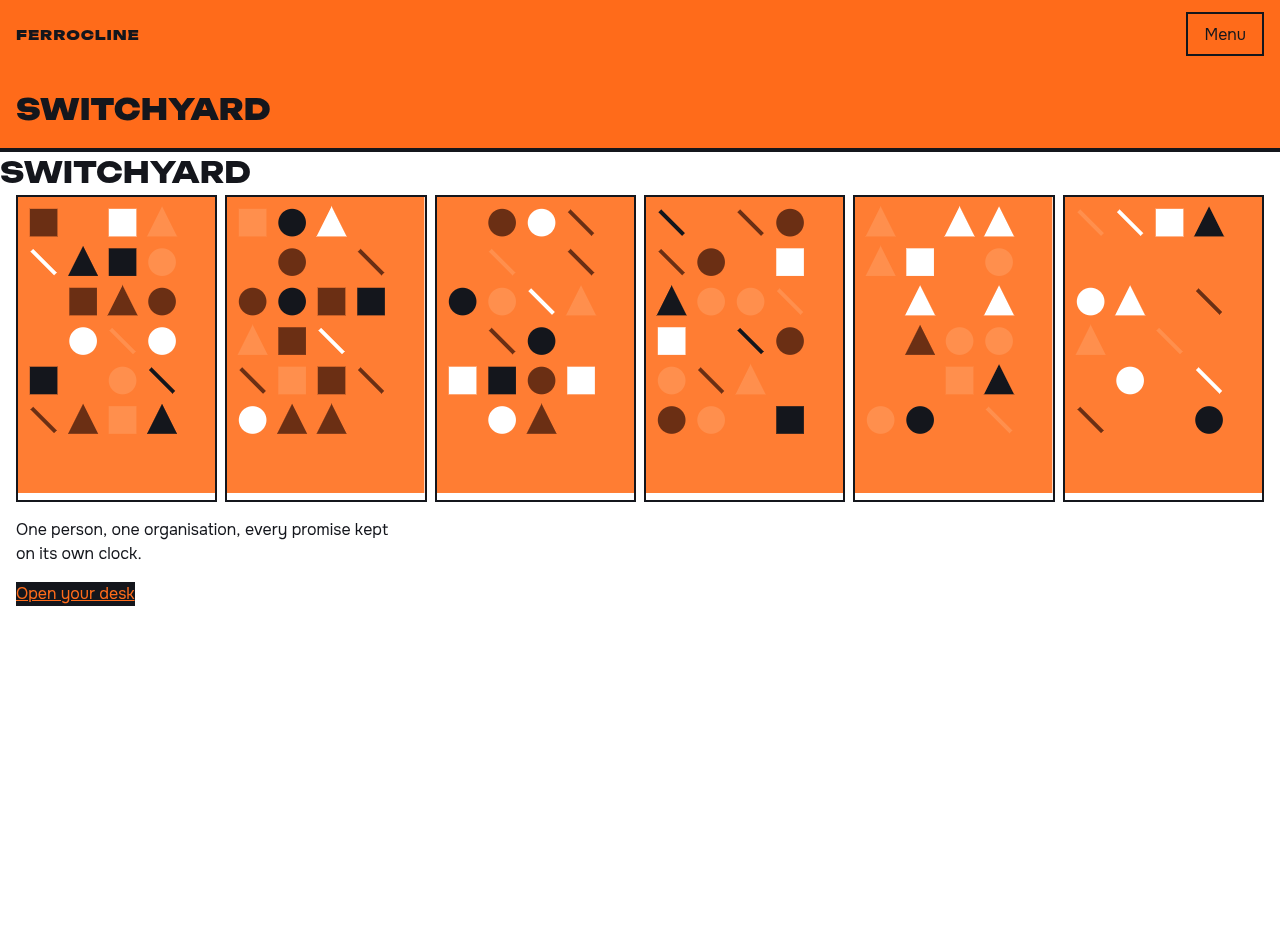 FERROCLINE
Menu
SWITCHYARD
SWITCHYARD
One person, one organisation, every promise kept
on its own clock.
Open your desk